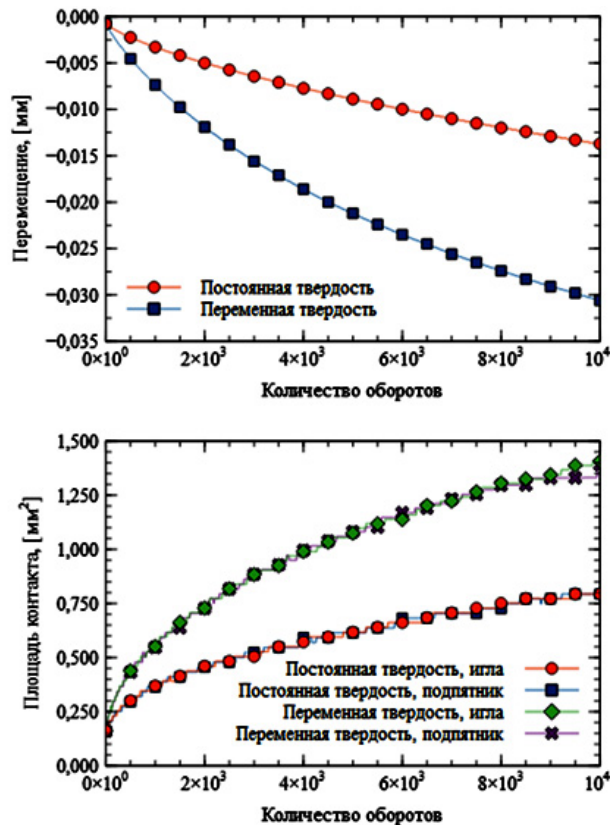 0,000
−0,005
−0,010
−0,015
−0,020
−0,025
−0,030
−0,035
Перемещение, [мм]
Постоянная твердость
Переменная твердость
0×10⁰ 2×10³ 4×10³ 6×10³ 8×10³ 10⁴
Количество оборотов
1,500
1,250
1,000
0,750
0,500
0,250
0,000
Площадь контакта, [мм²]
Постоянная твердость, игла
Постоянная твердость, подпятник
Переменная твердость, игла
Переменная твердость, подпятник
0×10⁰ 2×10³ 4×10³ 6×10³ 8×10³ 10⁴
Количество оборотов